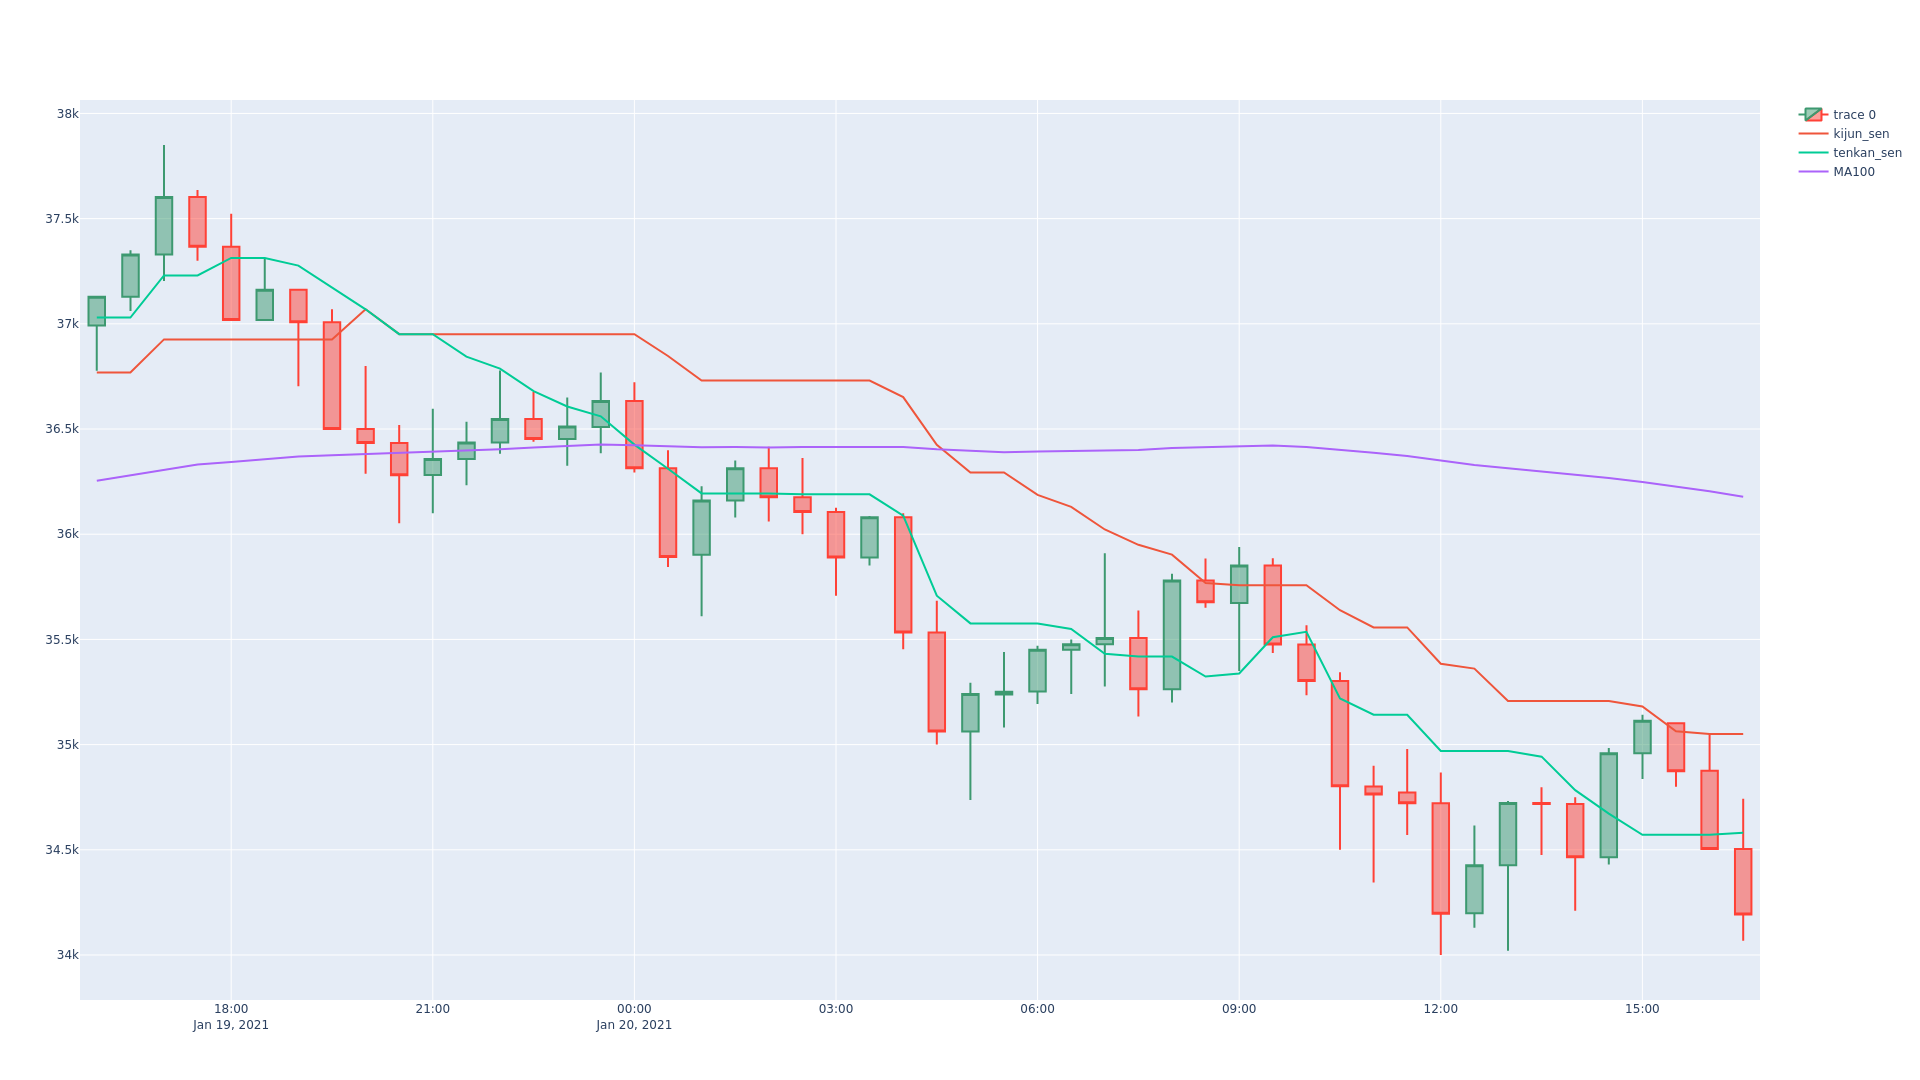 38k
37.5k
37k
36.5k
36k
35.5k
35k
34.5k
34k
18:00
Jan 19, 2021
21:00
00:00
Jan 20, 2021
03:00
06:00
09:00
12:00
15:00
trace 0
kijun_sen
tenkan_sen
MA100